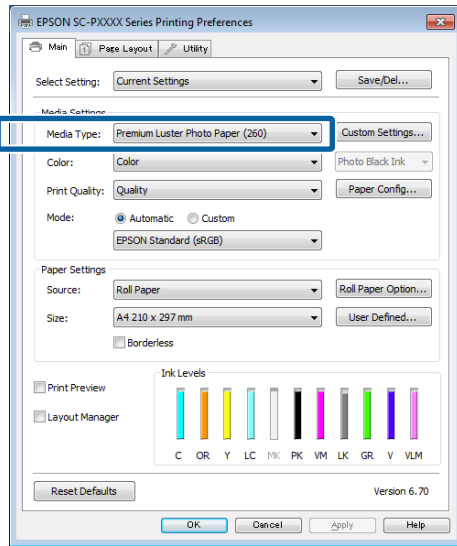 EPSON SC-PXXXX Series Printing Preferences
Main Page Layout Utility
Select Setting: Current Settings Save/Del...
Media Settings
Media Type: Premium Luster Photo Paper (260) Custom Settings...
Color: Color Photo Black Ink
Print Quality: Quality Paper Config...
Mode: Automatic Custom
EPSON Standard (sRGB)
Paper Settings
Source: Roll Paper Roll Paper Option...
Size: A4 210 x 297 mm User Defined...
Borderless
Ink Levels
Print Preview
Layout Manager
C OR Y LC MK PK VM LK GR V VLM
Reset Defaults Version 6.70
OK Cancel Apply Help